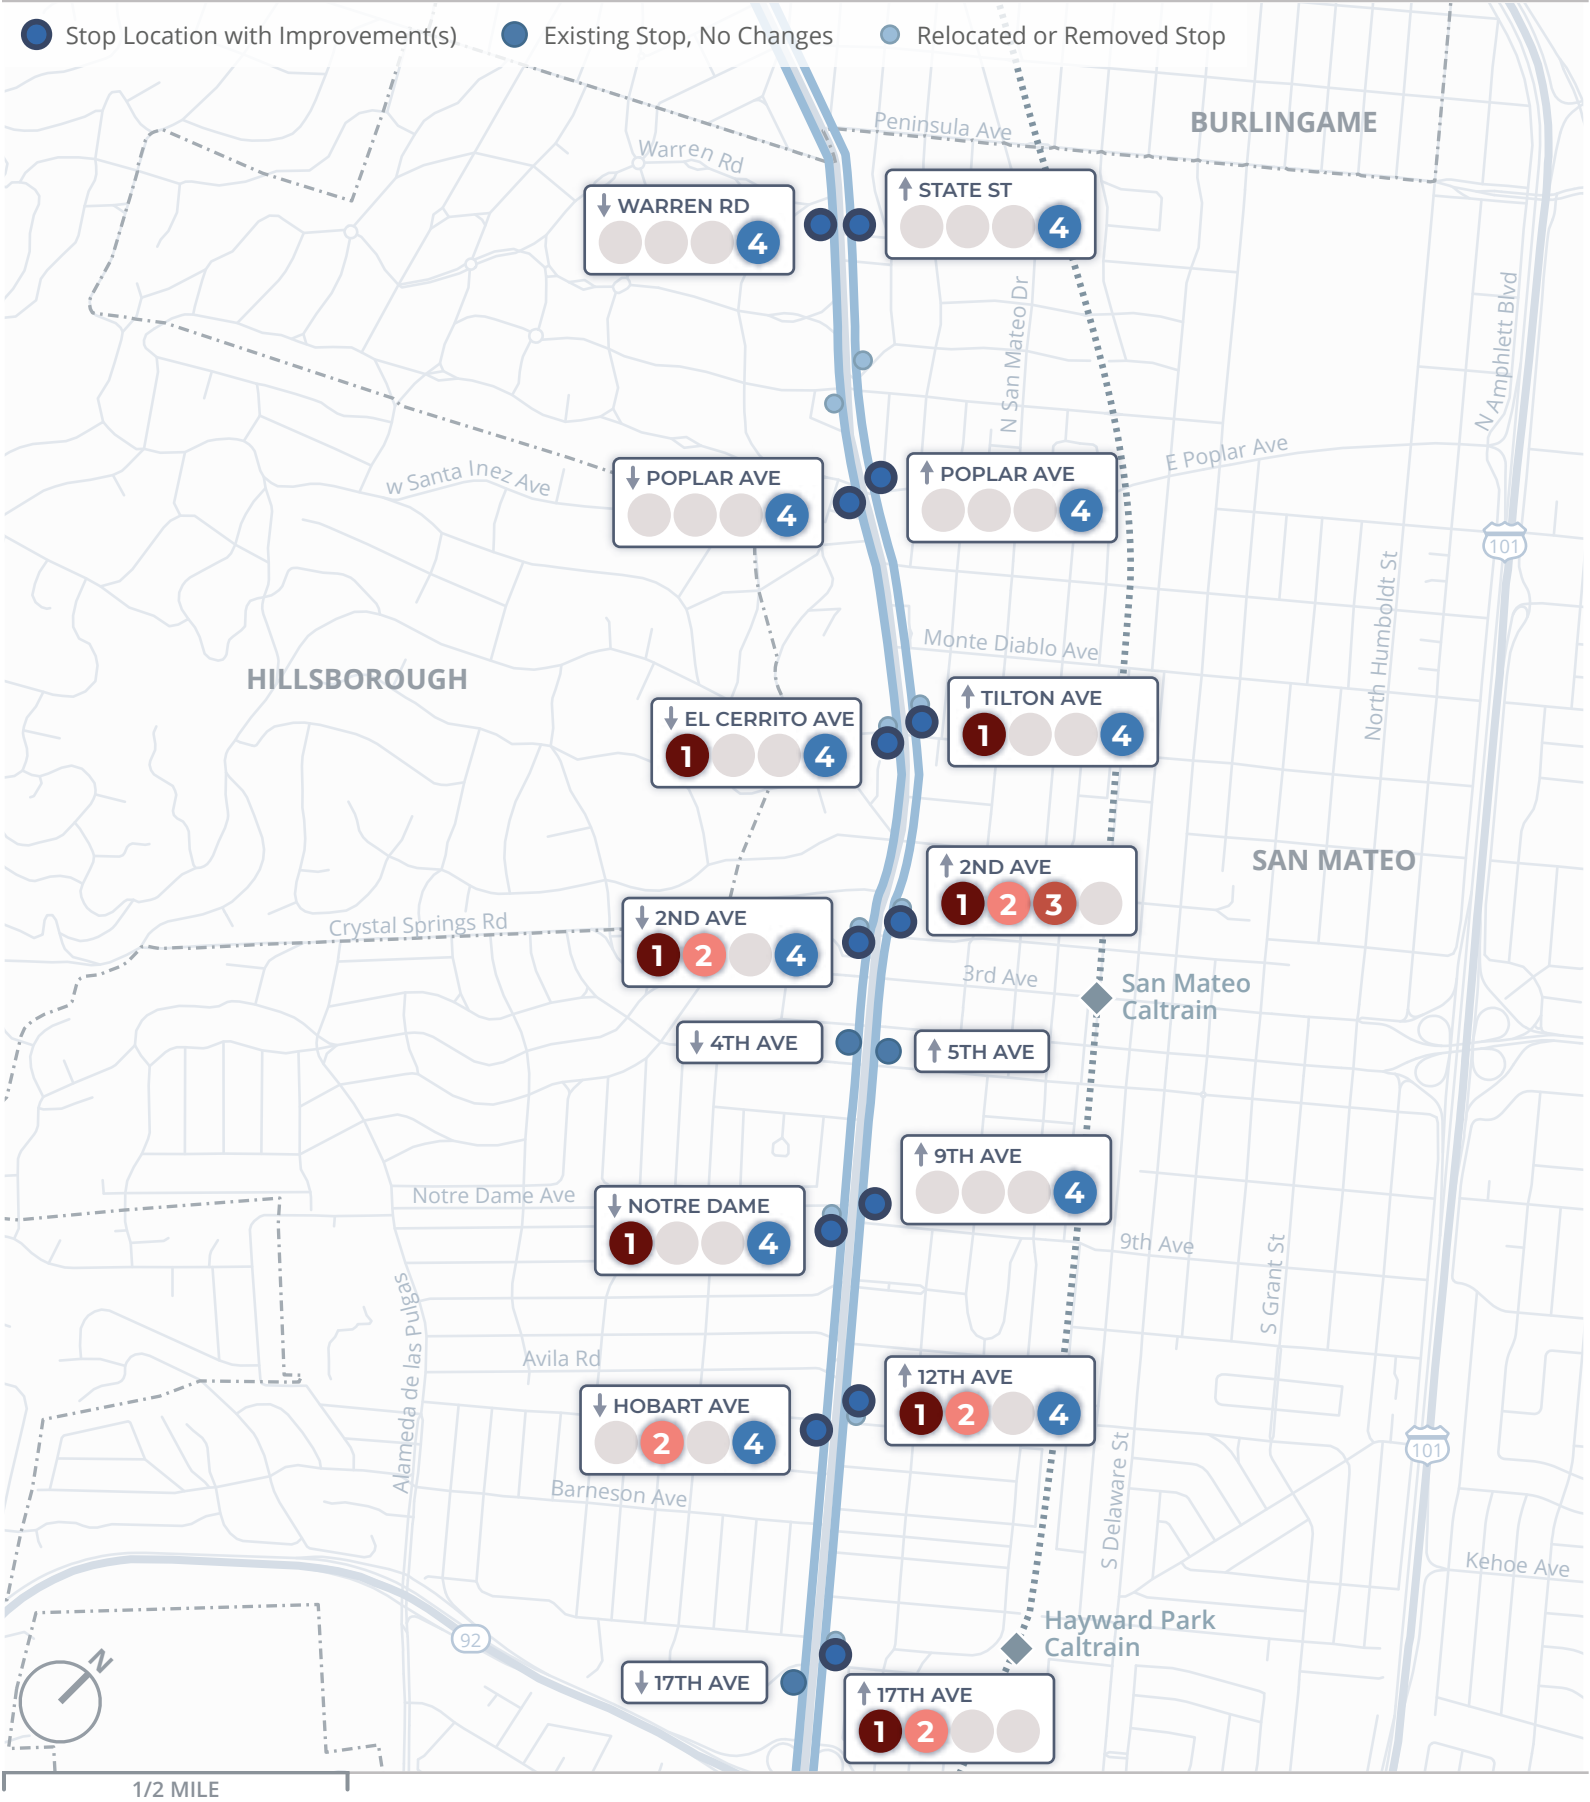 Stop Location with Improvement(s)
Existing Stop, No Changes
Relocated or Removed Stop
BURLINGAME
Peninsula Ave
Warren Rd
↑ STATE ST
4
↓ WARREN RD
4
N San Mateo Dr
N Amphlett Blvd
E Poplar Ave
↓ POPLAR AVE
4
↑ POPLAR AVE
4
w Santa Inez Ave
101
North Humboldt St
Monte Diablo Ave
HILLSBOROUGH
↑ TILTON AVE
1 4
↓ EL CERRITO AVE
1 4
SAN MATEO
↑ 2ND AVE
1 2 3
↓ 2ND AVE
1 2 4
Crystal Springs Rd
3rd Ave
San Mateo
Caltrain
↓ 4TH AVE
↑ 5TH AVE
↑ 9TH AVE
4
Notre Dame Ave
↓ NOTRE DAME
1 4
9th Ave
S Grant St
Alameda de las Pulgas
Avila Rd
↑ 12TH AVE
1 2 4
↓ HOBART AVE
2 4
101
Barneson Ave
S Delaware St
Kehoe Ave
Hayward Park
Caltrain
92
N
↓ 17TH AVE
↑ 17TH AVE
1 2
1/2 MILE